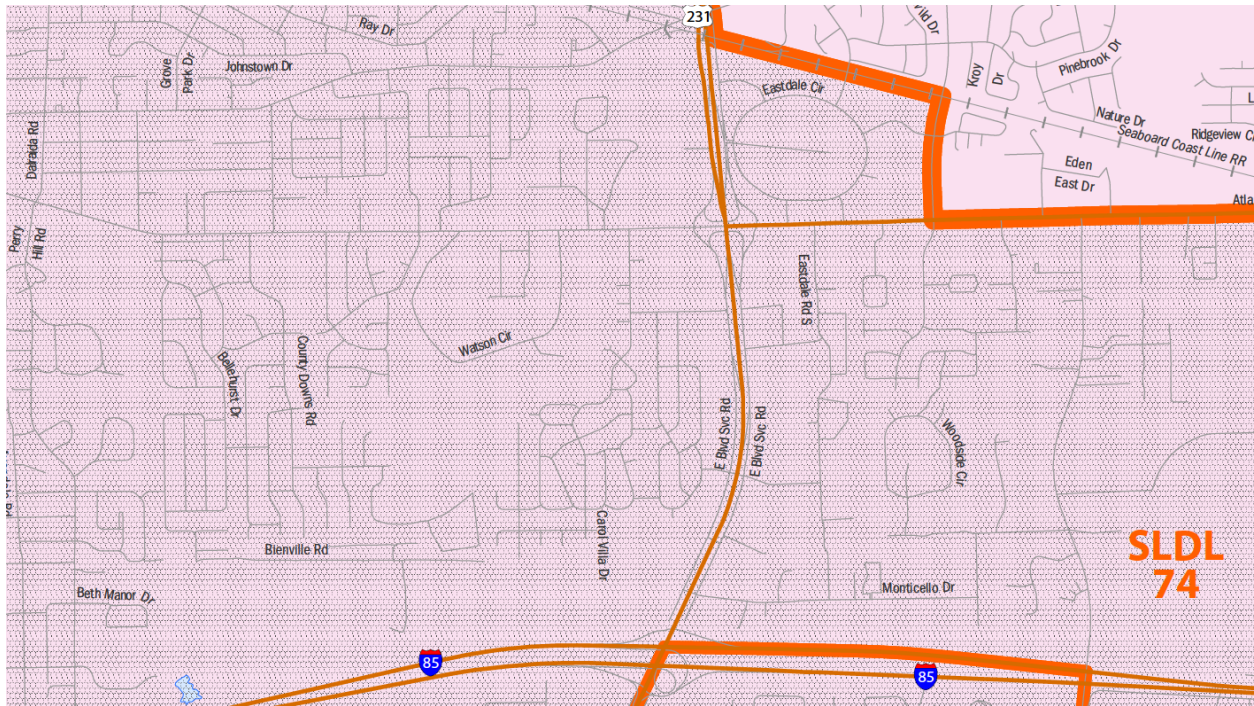 231
Ray Dr
Wild Dr
Grove
Park Dr
Johnstown Dr
Kroy
Dr
Pinebrook Dr
Eastdale Cir
Nature Dr
Seaboard Coast Line RR
Dalraida Rd
Eden
East Dr
Perry
Hill Rd
Eastdale Rd S
Watson Cir
Bellehurst Dr
County Downs Rd
E Blvd Svc Rd
E Blvd Svc Rd
Woodside Cir
Carol Villa Dr
Bienville Rd
SLDL
74
Beth Manor Dr
Monticello Dr
85
85